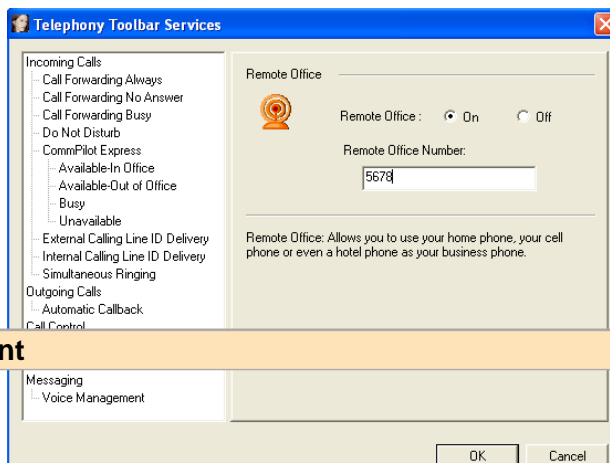 Telephony Toolbar Services
Incoming Calls
Call Forwarding Always
Call Forwarding No Answer
Call Forwarding Busy
Do Not Disturb
CommPilot Express
Available-In Office
Available-Out of Office
Busy
Unavailable
External Calling Line ID Delivery
Internal Calling Line ID Delivery
Simultaneous Ringing
Outgoing Calls
Automatic Callback
Call Control
nt
Messaging
Voice Management
Remote Office
Remote Office : On Off
Remote Office Number:
5678
Remote Office: Allows you to use your home phone, your cell
phone or even a hotel phone as your business phone.
OK Cancel